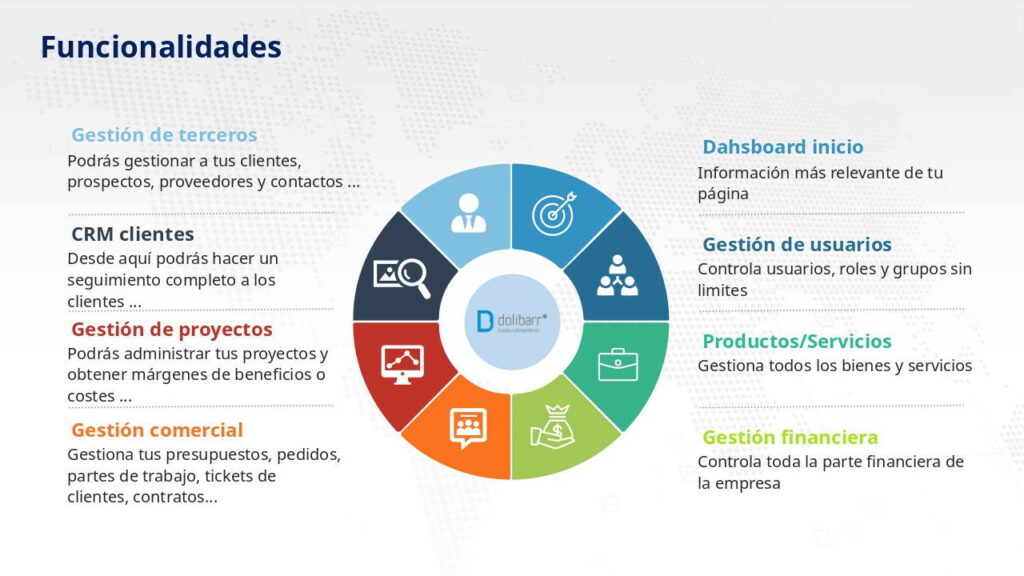 Funcionalidades
Gestión de terceros
Podrás gestionar a tus clientes,
prospectos, proveedores y contactos ...
CRM clientes
Desde aquí podrás hacer un
seguimiento completo a los
clientes ...
Gestión de proyectos
Podrás administrar tus proyectos y
obtener márgenes de beneficios o
costes ...
Gestión comercial
Gestiona tus presupuestos, pedidos,
partes de trabajo, tickets de
clientes, contratos...
dolibarr®
España Latinoamérica
Dahsboard inicio
Información más relevante de tu
página
Gestión de usuarios
Controla usuarios, roles y grupos sin
limites
Productos/Servicios
Gestiona todos los bienes y servicios
Gestión financiera
Controla toda la parte financiera de
la empresa